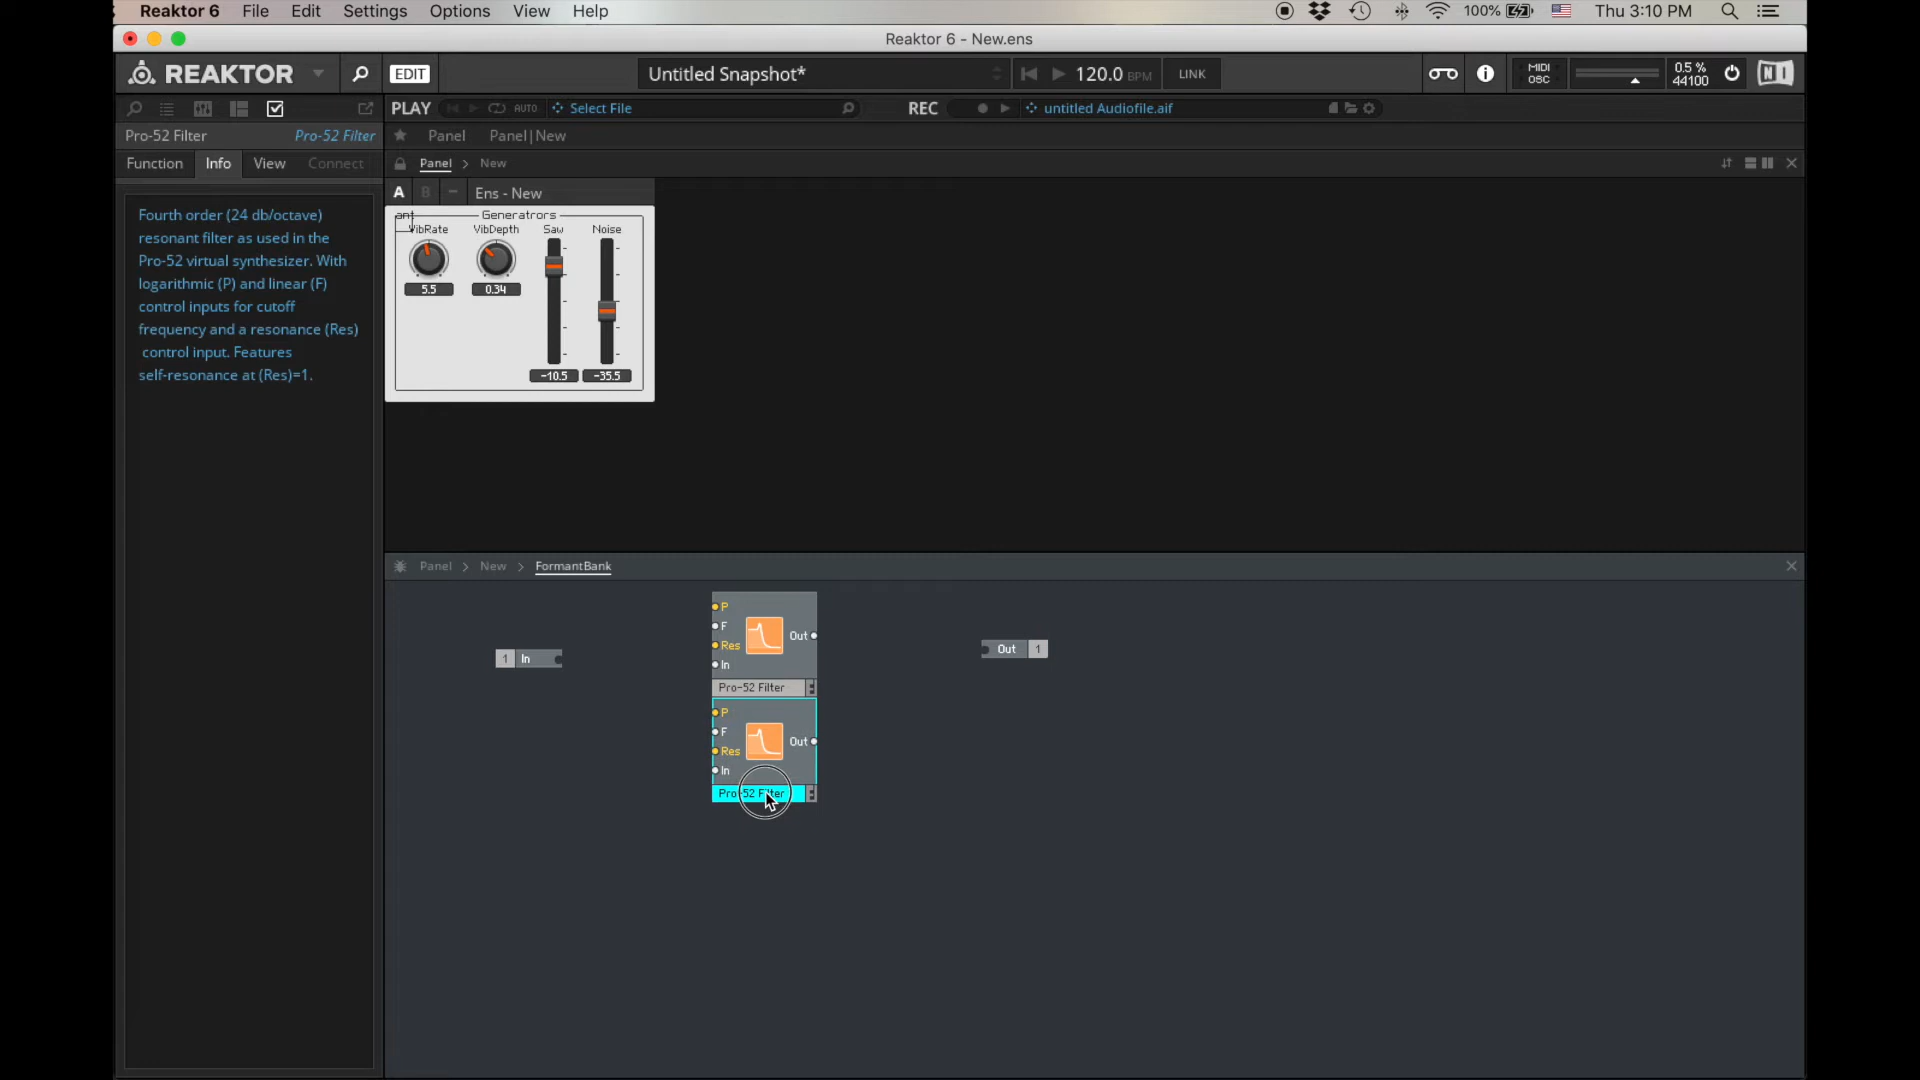 Reaktor 6 File Edit Settings Options View Help 100% Thu 3:10 PM
Reaktor 6 - New.ens
REAKTOR EDIT Untitled Snapshot* 120.0 BPM LINK MIDI OSC 0.5 % 44100
PLAY AUTO Select File REC untitled Audiofile.aif
Pro-52 Filter Pro-52 Filter Panel Panel|New
Function Info View Connect Panel > New
A B Ens - New
Fourth order (24 db/octave)
resonant filter as used in the
Pro-52 virtual synthesizer. With
logarithmic (P) and linear (F)
control inputs for cutoff
frequency and a resonance (Res)
control input. Features
self-resonance at (Res)=1.
ant Generatrors
VibRate VibDepth Saw Noise
5.5 0.34
-10.5 -35.5
Panel > New > FormantBank
1 In
P
F
Res
In
Out
Pro-52 Filter
P
F
Res
In
Out
Pro-52 Filter
Out 1